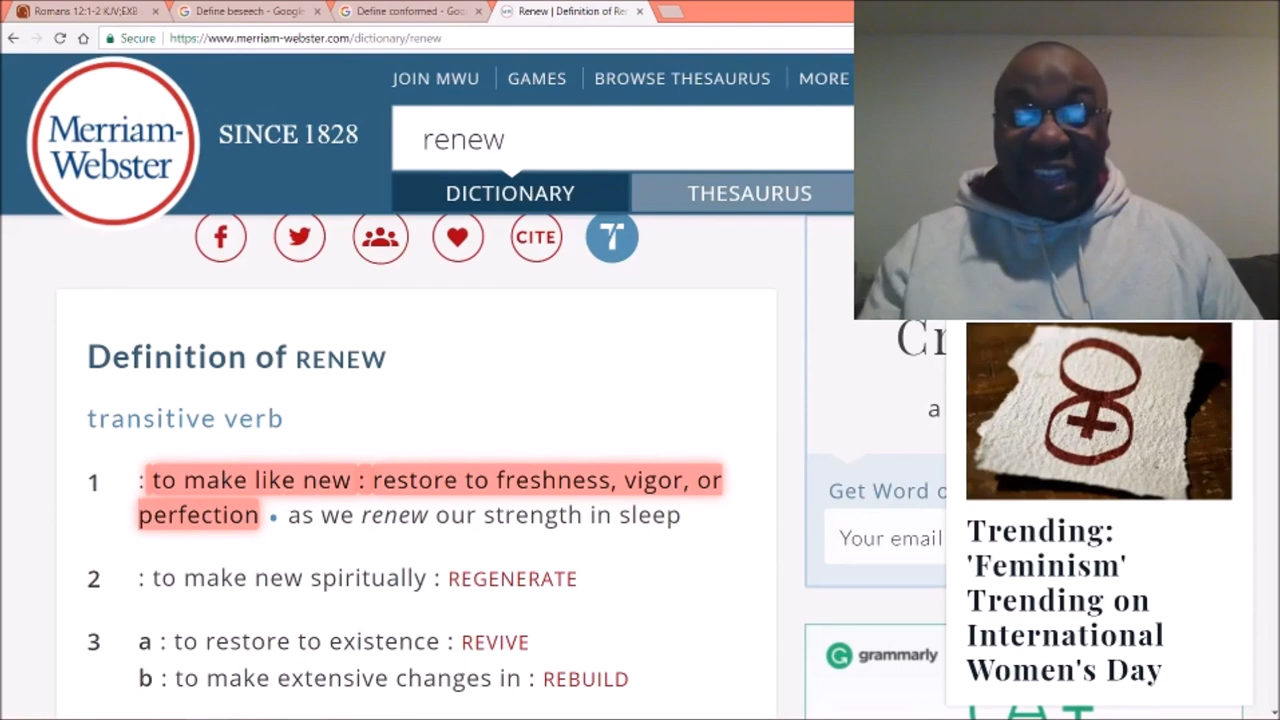 Romans 12:1-2 KJV;EXB
Define beseech - Google
Define conformed - Goo
Renew | Definition of Re
Secure
https://www.merriam-webster.com/dictionary/renew
JOIN MWU
GAMES
BROWSE THESAURUS
MORE
Merriam-
Webster
SINCE 1828
renew
DICTIONARY
THESAURUS
CITE
Definition of RENEW
transitive verb
1 : to make like new : restore to freshness, vigor, or
perfection • as we renew our strength in sleep
2 : to make new spiritually : REGENERATE
3 a : to restore to existence : REVIVE
b : to make extensive changes in : REBUILD
Cr
a
Get Word o
Your email
grammarly
Trending:
'Feminism'
Trending on
International
Women's Day